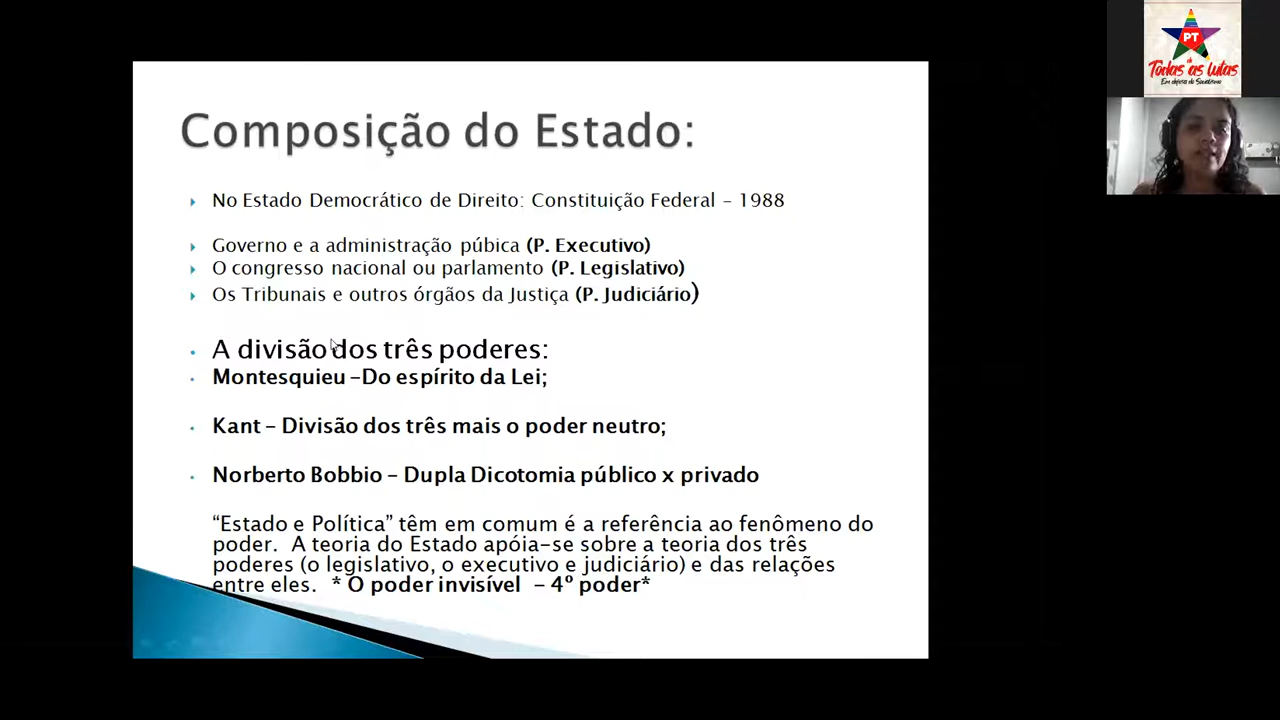 Composição do Estado:
No Estado Democrático de Direito: Constituição Federal – 1988
Governo e a administração púbica (P. Executivo)
O congresso nacional ou parlamento (P. Legislativo)
Os Tribunais e outros órgãos da Justiça (P. Judiciário)
A divisão dos três poderes:
Montesquieu –Do espírito da Lei;
Kant – Divisão dos três mais o poder neutro;
Norberto Bobbio – Dupla Dicotomia público x privado
“Estado e Política” têm em comum é a referência ao fenômeno do
poder. A teoria do Estado apóia-se sobre a teoria dos três
poderes (o legislativo, o executivo e judiciário) e das relações
entre eles. * O poder invisível – 4º poder*
PT
de
Todas as lutas
Em defesa do Socialismo